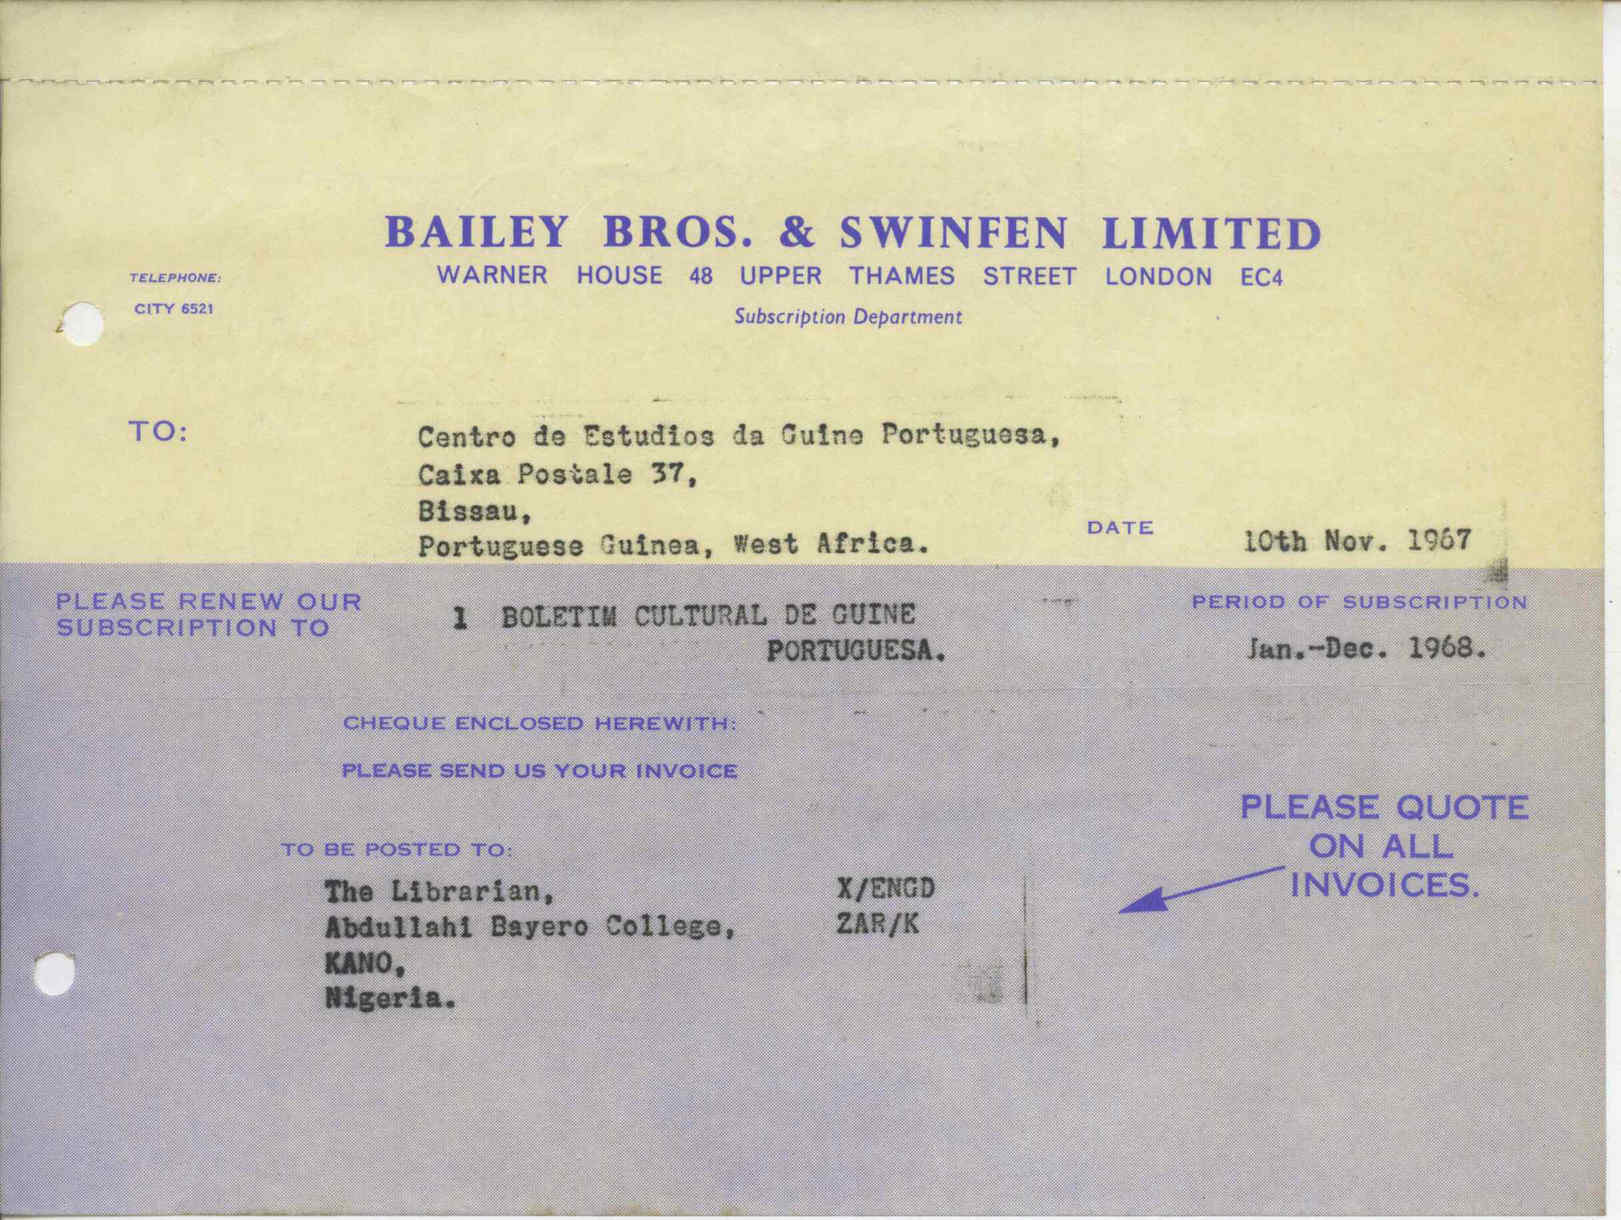 BAILEY BROS. & SWINFEN LIMITED
WARNER HOUSE 48 UPPER THAMES STREET LONDON EC4
TELEPHONE:
CITY 6521
Subscription Department
TO:
Centro de Estudios da Guine Portuguesa,
Caixa Postale 37,
Bissau,
Portuguese Guinea, West Africa.
DATE
10th Nov. 1967
PLEASE RENEW OUR
SUBSCRIPTION TO
1 BOLETIM CULTURAL DE GUINE
PORTUGUESA.
PERIOD OF SUBSCRIPTION
Jan.-Dec. 1968.
CHEQUE ENCLOSED HEREWITH:
PLEASE SEND US YOUR INVOICE
PLEASE QUOTE
ON ALL
INVOICES.
TO BE POSTED TO:
The Librarian,
Abdullahi Bayero College,
KANO,
Nigeria.
X/ENGD
ZAR/K